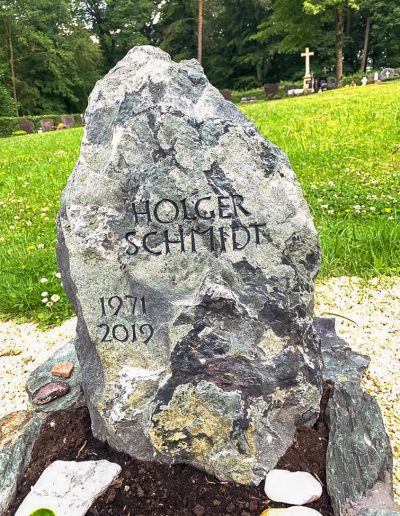 HOLGER
SCHMIDT
1971
2019